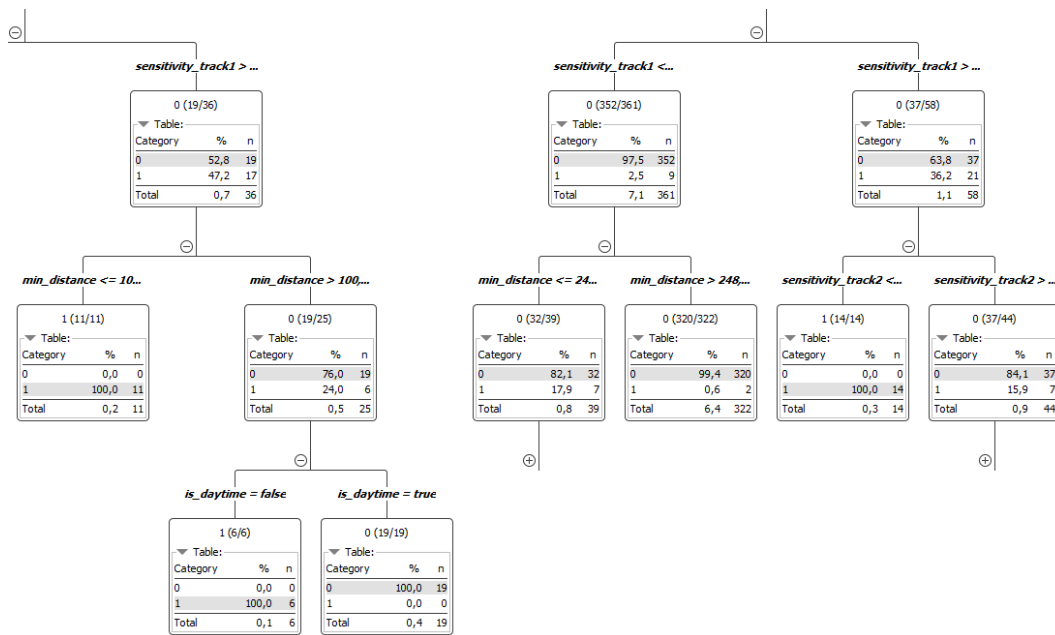 sensitivity_track1 > ...
sensitivity_track1 <...
sensitivity_track1 > ...
0 (19/36)
Table:
Category % n
0 52,8 19
1 47,2 17
Total 0,7 36
0 (352/361)
Table:
Category % n
0 97,5 352
1 2,5 9
Total 7,1 361
0 (37/58)
Table:
Category % n
0 63,8 37
1 36,2 21
Total 1,1 58
min_distance <= 10...
min_distance > 100,...
min_distance <= 24...
min_distance > 248,...
sensitivity_track2 <...
sensitivity_track2 > ...
1 (11/11)
Table:
Category % n
0 0,0 0
1 100,0 11
Total 0,2 11
0 (19/25)
Table:
Category % n
0 76,0 19
1 24,0 6
Total 0,5 25
0 (32/39)
Table:
Category % n
0 82,1 32
1 17,9 7
Total 0,8 39
0 (320/322)
Table:
Category % n
0 99,4 320
1 0,6 2
Total 6,4 322
1 (14/14)
Table:
Category % n
0 0,0 0
1 100,0 14
Total 0,3 14
0 (37/44)
Table:
Category % n
0 84,1 37
1 15,9 7
Total 0,9 44
is_daytime = false
is_daytime = true
1 (6/6)
Table:
Category % n
0 0,0 0
1 100,0 6
Total 0,1 6
0 (19/19)
Table:
Category % n
0 100,0 19
1 0,0 0
Total 0,4 19